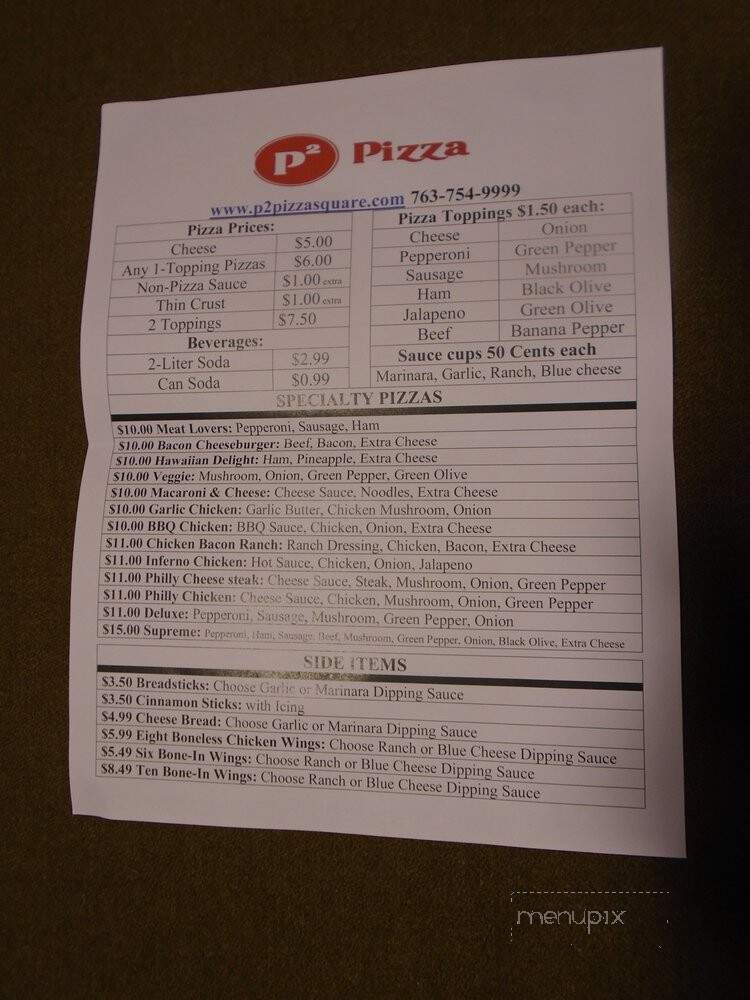 P² Pizza
www.p2pizzasquare.com 763-754-9999
Pizza Prices:
Cheese $5.00
Any 1-Topping Pizzas $6.00
Non-Pizza Sauce $1.00 extra
Thin Crust $1.00 extra
2 Toppings $7.50
Beverages:
2-Liter Soda $2.99
Can Soda $0.99
Pizza Toppings $1.50 each:
Cheese Onion
Pepperoni Green Pepper
Sausage Mushroom
Ham Black Olive
Jalapeno Green Olive
Beef Banana Pepper
Sauce cups 50 Cents each
Marinara, Garlic, Ranch, Blue cheese
SPECIALTY PIZZAS
$10.00 Meat Lovers: Pepperoni, Sausage, Ham
$10.00 Bacon Cheeseburger: Beef, Bacon, Extra Cheese
$10.00 Hawaiian Delight: Ham, Pineapple, Extra Cheese
$10.00 Veggie: Mushroom, Onion, Green Pepper, Green Olive
$10.00 Macaroni & Cheese: Cheese Sauce, Noodles, Extra Cheese
$10.00 Garlic Chicken: Garlic Butter, Chicken Mushroom, Onion
$10.00 BBQ Chicken: BBQ Sauce, Chicken, Onion, Extra Cheese
$11.00 Chicken Bacon Ranch: Ranch Dressing, Chicken, Bacon, Extra Cheese
$11.00 Inferno Chicken: Hot Sauce, Chicken, Onion, Jalapeno
$11.00 Philly Cheese steak: Cheese Sauce, Steak, Mushroom, Onion, Green Pepper
$11.00 Philly Chicken: Cheese Sauce, Chicken, Mushroom, Onion, Green Pepper
$11.00 Deluxe: Pepperoni, Sausage, Mushroom, Green Pepper, Onion
$15.00 Supreme: Pepperoni, Ham, Sausage, Beef, Mushroom, Green Pepper, Onion, Black Olive, Extra Cheese
SIDE ITEMS
$3.50 Breadsticks: Choose Garlic or Marinara Dipping Sauce
$3.50 Cinnamon Sticks: with Icing
$4.99 Cheese Bread: Choose Garlic or Marinara Dipping Sauce
$5.99 Eight Boneless Chicken Wings: Choose Ranch or Blue Cheese Dipping Sauce
$5.49 Six Bone-In Wings: Choose Ranch or Blue Cheese Dipping Sauce
$8.49 Ten Bone-In Wings: Choose Ranch or Blue Cheese Dipping Sauce
menupix